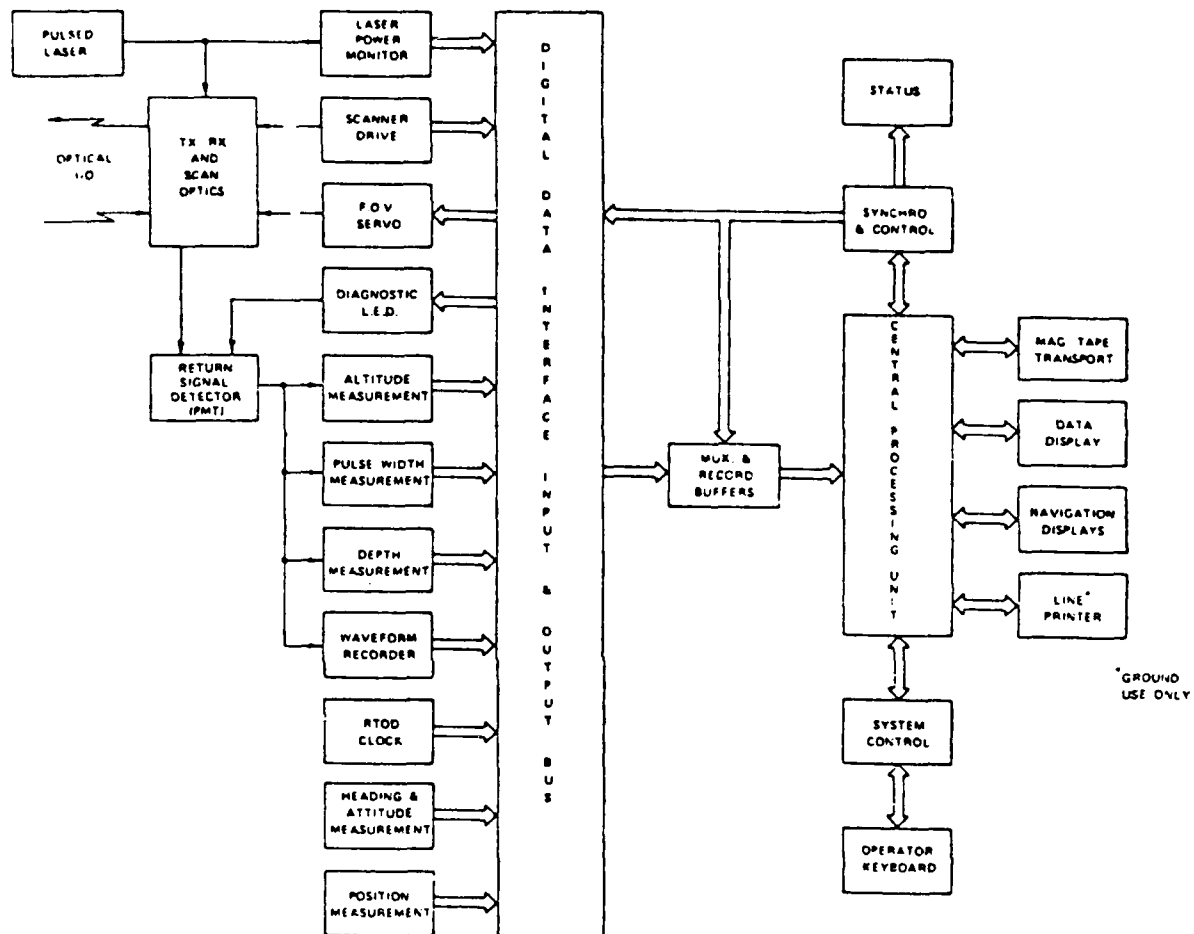 PULSED
LASER
LASER
POWER
MONITOR
SCANNER
DRIVE
TX RX
AND
SCAN
OPTICS
OPTICAL
I/O
F.O.V
SERVO
DIAGNOSTIC
L.E.D.
RETURN
SIGNAL
DETECTOR
(PMT)
ALTITUDE
MEASUREMENT
PULSE WIDTH
MEASUREMENT
DEPTH
MEASUREMENT
WAVEFORM
RECORDER
RTOD
CLOCK
HEADING &
ATTITUDE
MEASUREMENT
POSITION
MEASUREMENT
DIGITAL DATA INTERFACE INPUT & OUTPUT BUS
MUX. &
RECORD
BUFFERS
STATUS
SYNCHRO
& CONTROL
CENTRAL PROCESSING UNIT
MAG TAPE
TRANSPORT
DATA
DISPLAY
NAVIGATION
DISPLAYS
LINE*
PRINTER
*GROUND
USE ONLY
SYSTEM
CONTROL
OPERATOR
KEYBOARD